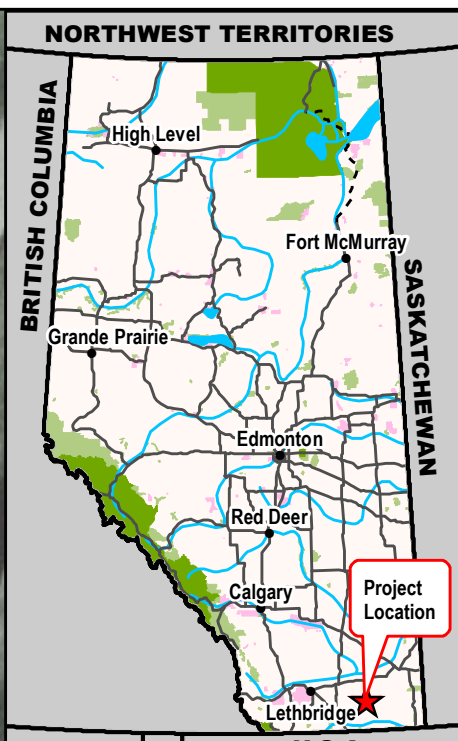 NORTHWEST TERRITORIES
BRITISH COLUMBIA
High Level
Fort McMurray
SASKATCHEWAN
Grande Prairie
Edmonton
Red Deer
Calgary
Project
Location
Lethbridge